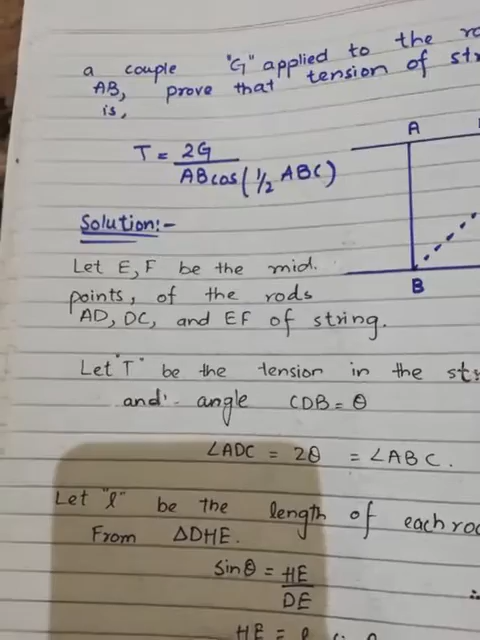 a couple "G" applied to the
AB, prove that tension of
is,
T = 2G
AB cos (1/2 ABC)
A
B
Solution:-
Let E, F be the mid.
points, of the rods
AD, DC, and EF of string.
Let "T" be the tension in the
and angle CDB = θ
∠ADC = 2θ = ∠ABC.
Let "l" be the length of each
From ΔDHE.
sinθ = HE
DE
HE =